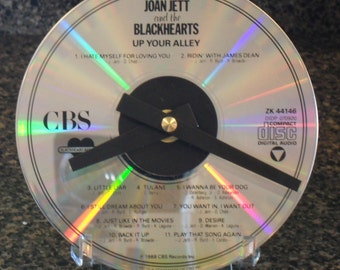 JOAN JETT
and the
BLACKHEARTS
UP YOUR ALLEY
1. I HATE MYSELF FOR LOVING YOU 2. RIDIN' WITH JAMES DEAN
CBS
ZK 44146
COMPACT
disc
DIGITAL AUDIO
3. LITTLE LIAR 4. TULANE 5. I WANNA BE YOUR DOG
6. I STILL DREAM ABOUT YOU 7. YOU WANT IN, I WANT OUT
8. JUST LIKE IN THE MOVIES 9. DESIRE
10. BACK IT UP 11. PLAY THAT SONG AGAIN
1988 CBS Records Inc.